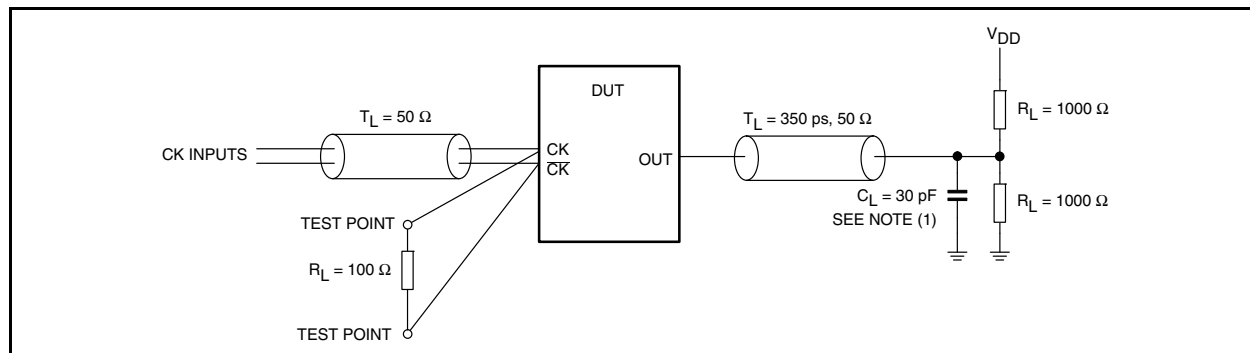 V_DD
DUT
T_L = 50 Ω
T_L = 350 ps, 50 Ω
R_L = 1000 Ω
CK INPUTS
CK
C̅K̅
OUT
C_L = 30 pF
SEE NOTE (1)
R_L = 1000 Ω
TEST POINT
R_L = 100 Ω
TEST POINT